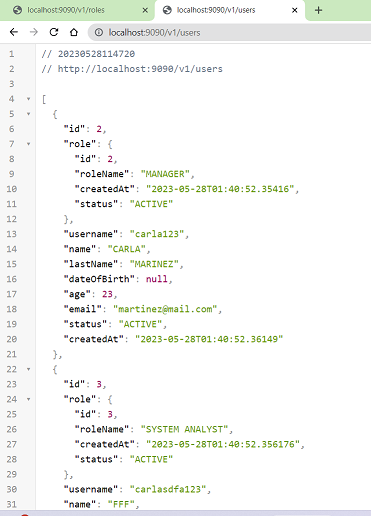 localhost:9090/v1/roles
localhost:9090/v1/users
localhost:9090/v1/users
1 // 20230528114720
2 // http://localhost:9090/v1/users
3
4 [
5 {
6 "id": 2,
7 "role": {
8 "id": 2,
9 "roleName": "MANAGER",
10 "createdAt": "2023-05-28T01:40:52.35416",
11 "status": "ACTIVE"
12 },
13 "username": "carla123",
14 "name": "CARLA",
15 "lastName": "MARINEZ",
16 "dateOfBirth": null,
17 "age": 23,
18 "email": "martinez@mail.com",
19 "status": "ACTIVE",
20 "createdAt": "2023-05-28T01:40:52.36149"
21 },
22 {
23 "id": 3,
24 "role": {
25 "id": 3,
26 "roleName": "SYSTEM ANALYST",
27 "createdAt": "2023-05-28T01:40:52.356176",
28 "status": "ACTIVE"
29 },
30 "username": "carlasdfa123",
31 "name": "FFF",